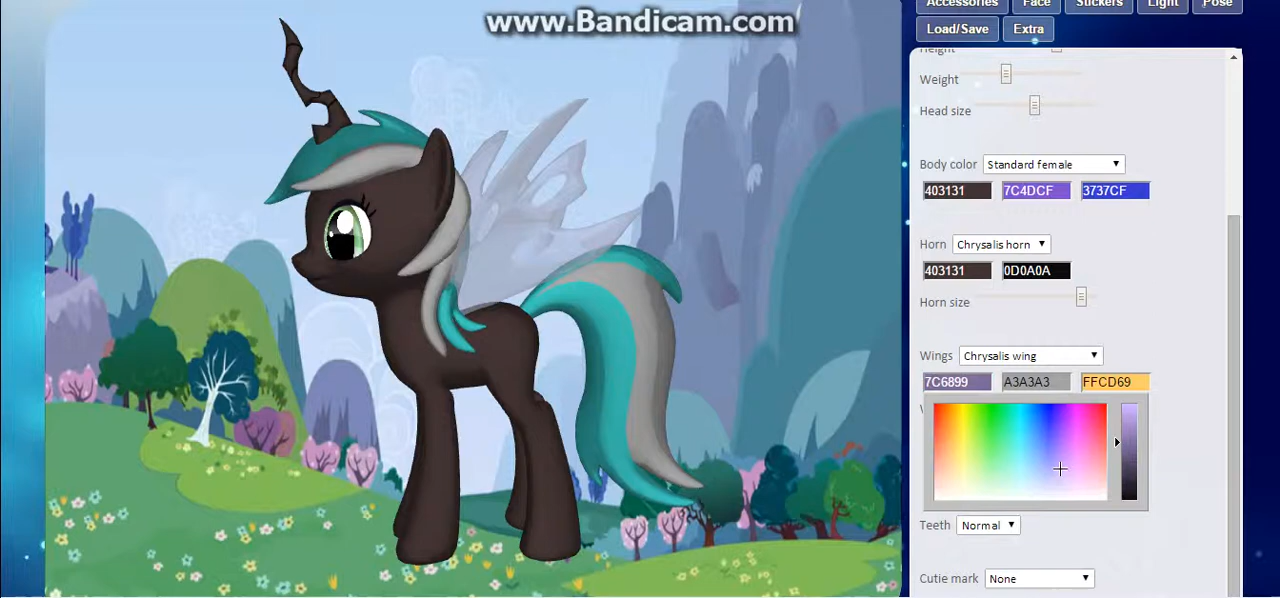 www.Bandicam.com
Accessories Face Stickers Light Pose
Load/Save Extra
Height
Weight
Head size
Body color Standard female
403131 7C4DCF 3737CF
Horn Chrysalis horn
403131 0D0A0A
Horn size
Wings Chrysalis wing
7C6899 A3A3A3 FFCD69
Teeth Normal
Cutie mark None